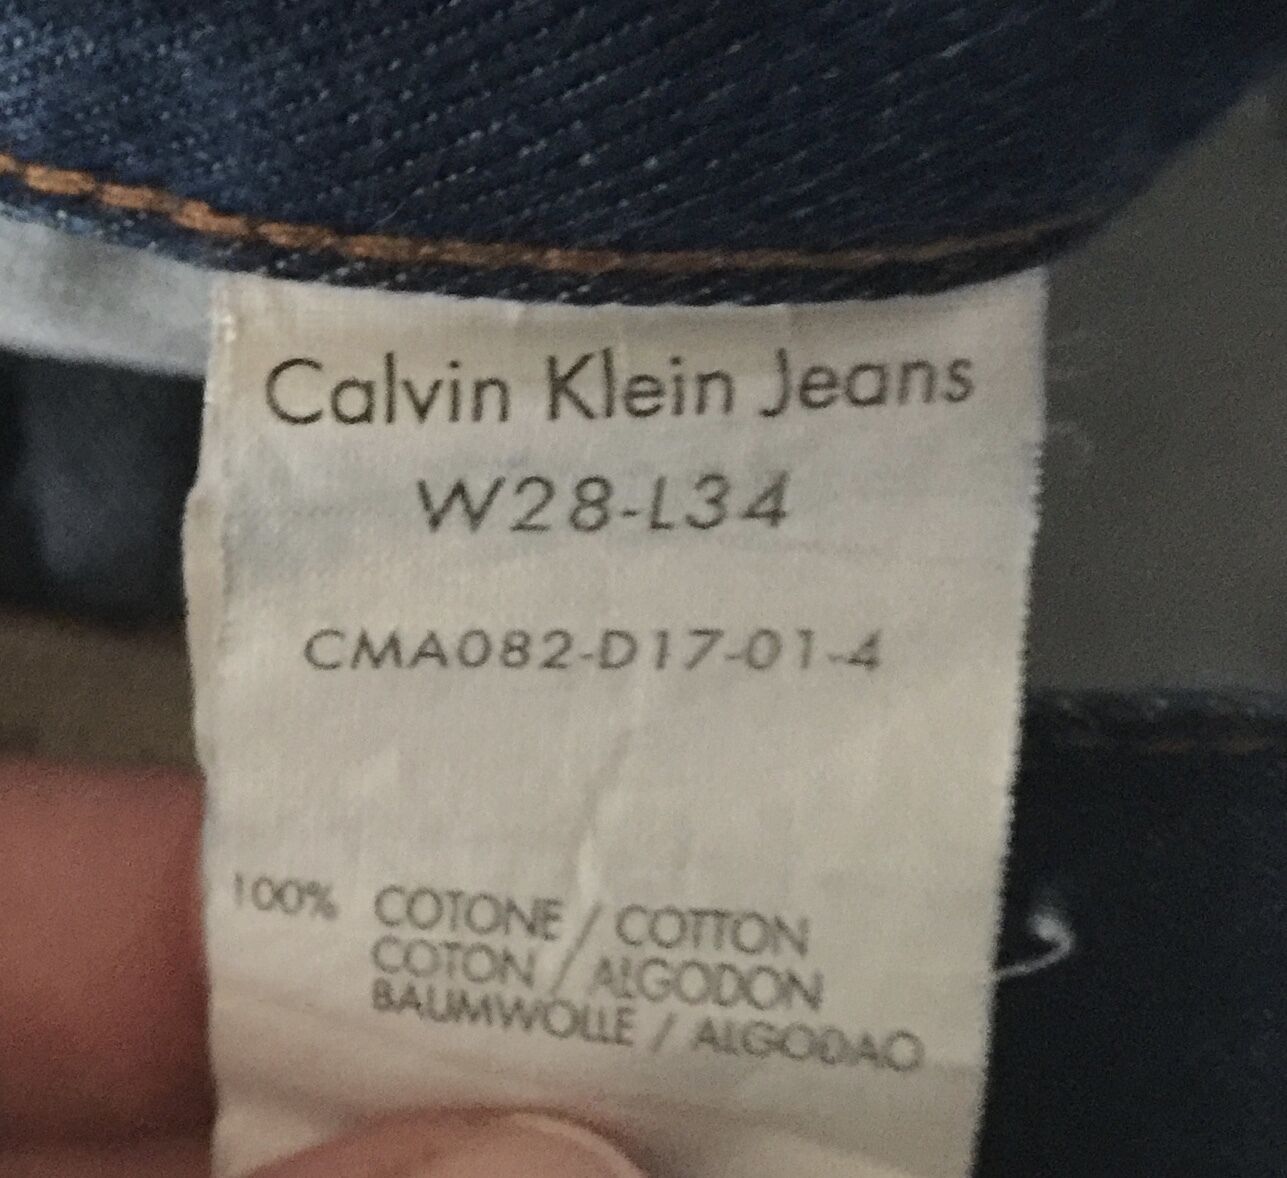 Calvin Klein Jeans
W28-L34
CMA082-D17-01-4
100% COTONE / COTTON
COTON / ALGODON
BAUMWOLLE / ALGODAO